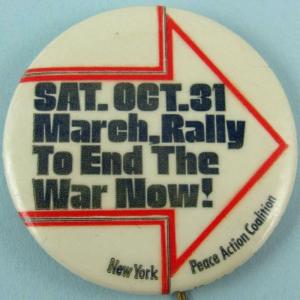 SAT. OCT.31
March, Rally
To End The
War Now!
New York
Peace Action Coalition